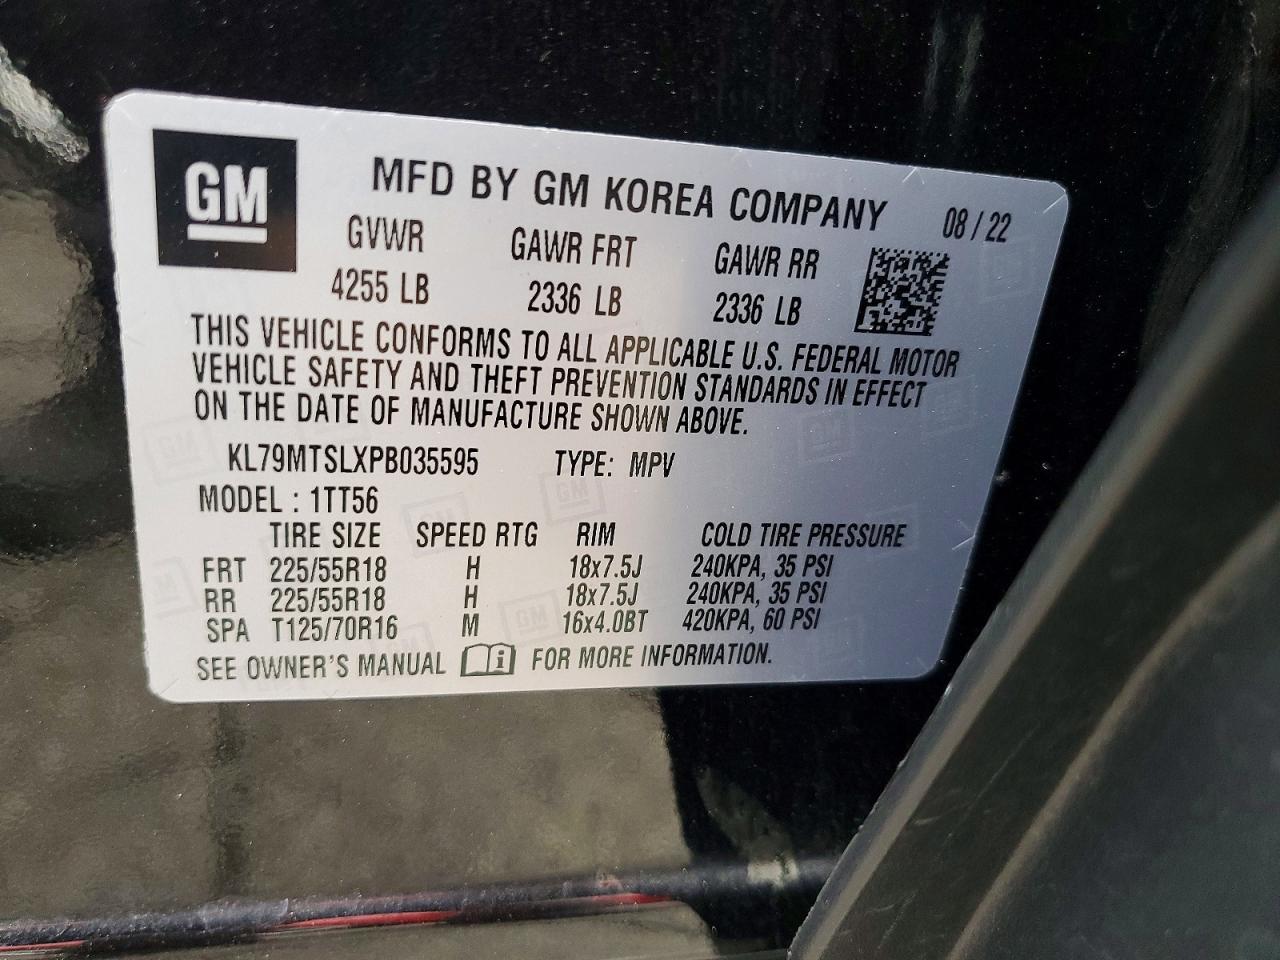 GM
MFD BY GM KOREA COMPANY 08 / 22
GVWR GAWR FRT GAWR RR
4255 LB 2336 LB 2336 LB
THIS VEHICLE CONFORMS TO ALL APPLICABLE U.S. FEDERAL MOTOR
VEHICLE SAFETY AND THEFT PREVENTION STANDARDS IN EFFECT
ON THE DATE OF MANUFACTURE SHOWN ABOVE.
KL79MTSLXPB035595 TYPE: MPV
MODEL : 1TT56
TIRE SIZE SPEED RTG RIM COLD TIRE PRESSURE
FRT 225/55R18 H 18x7.5J 240KPA, 35 PSI
RR 225/55R18 H 18x7.5J 240KPA, 35 PSI
SPA T125/70R16 M 16x4.0BT 420KPA, 60 PSI
SEE OWNER'S MANUAL i FOR MORE INFORMATION.